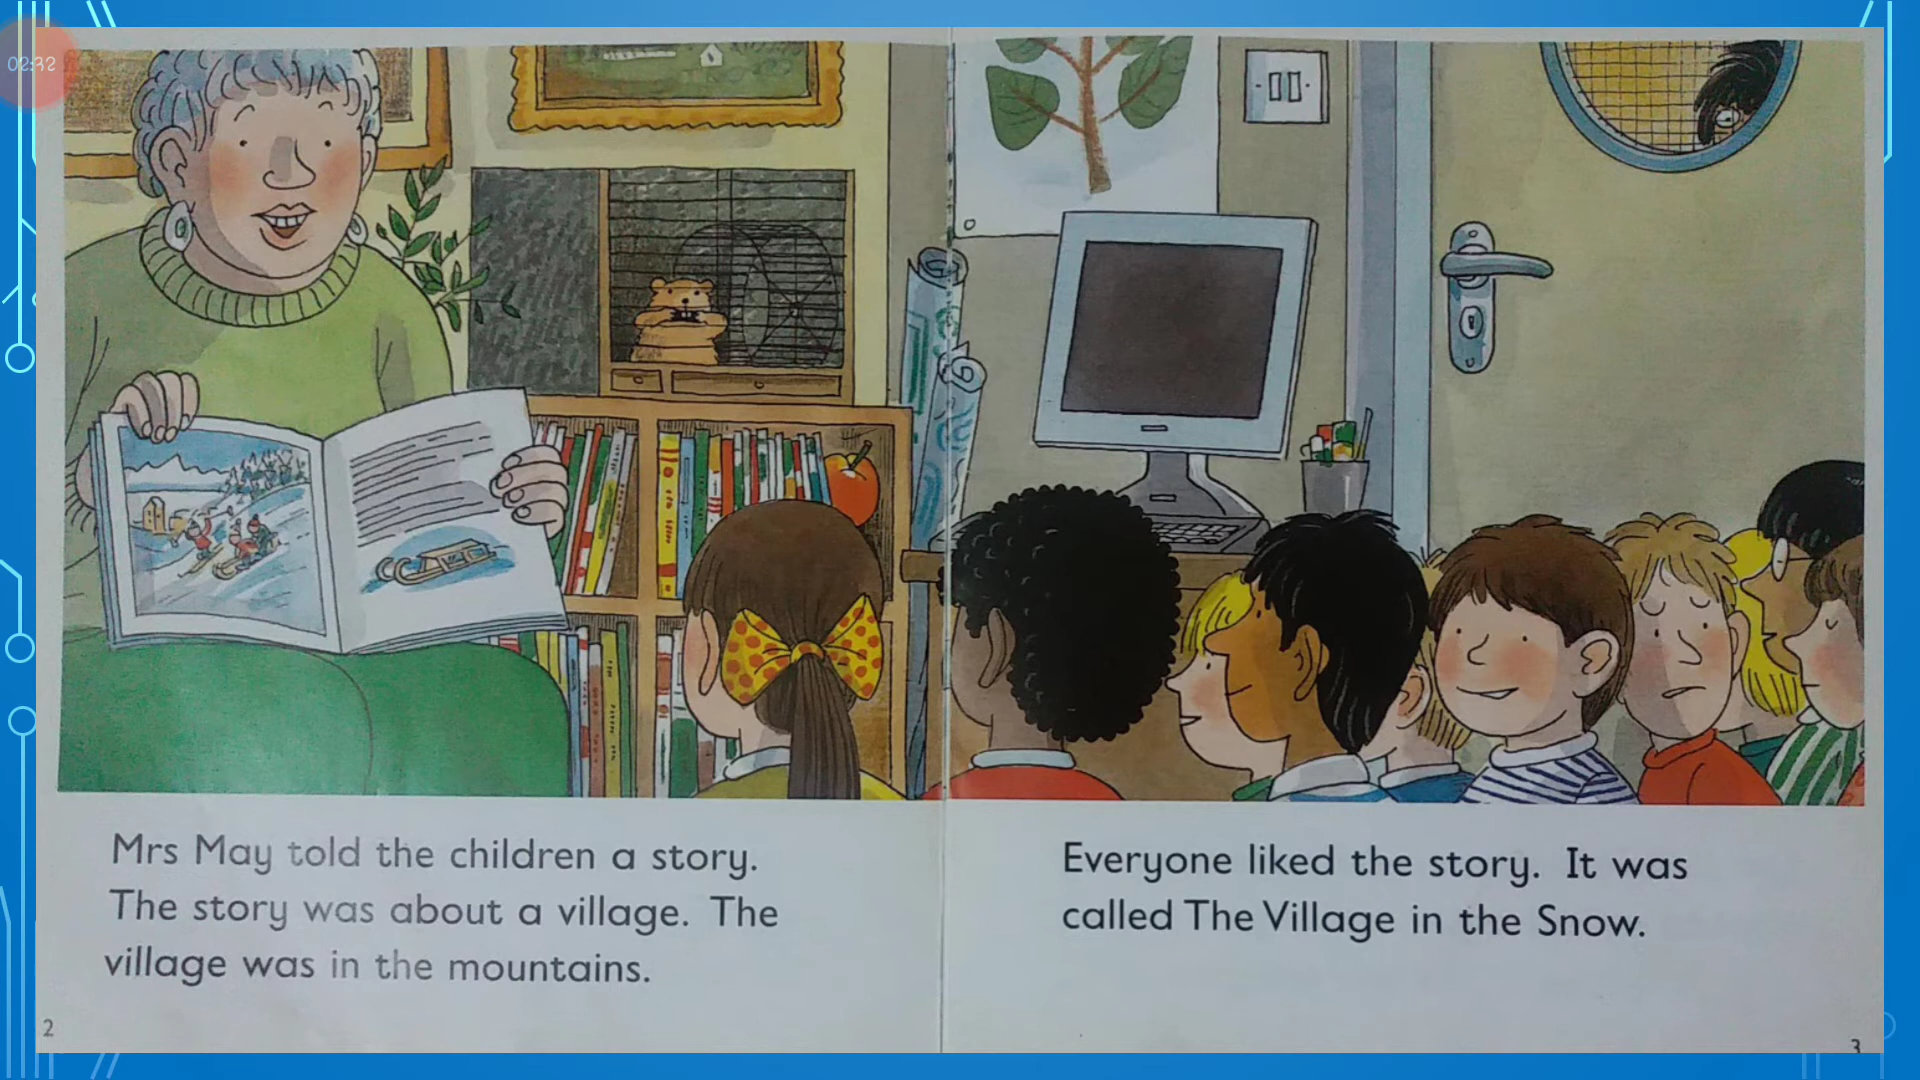 02:32
Mrs May told the children a story.
The story was about a village. The
village was in the mountains.
2
Everyone liked the story. It was
called The Village in the Snow.
3